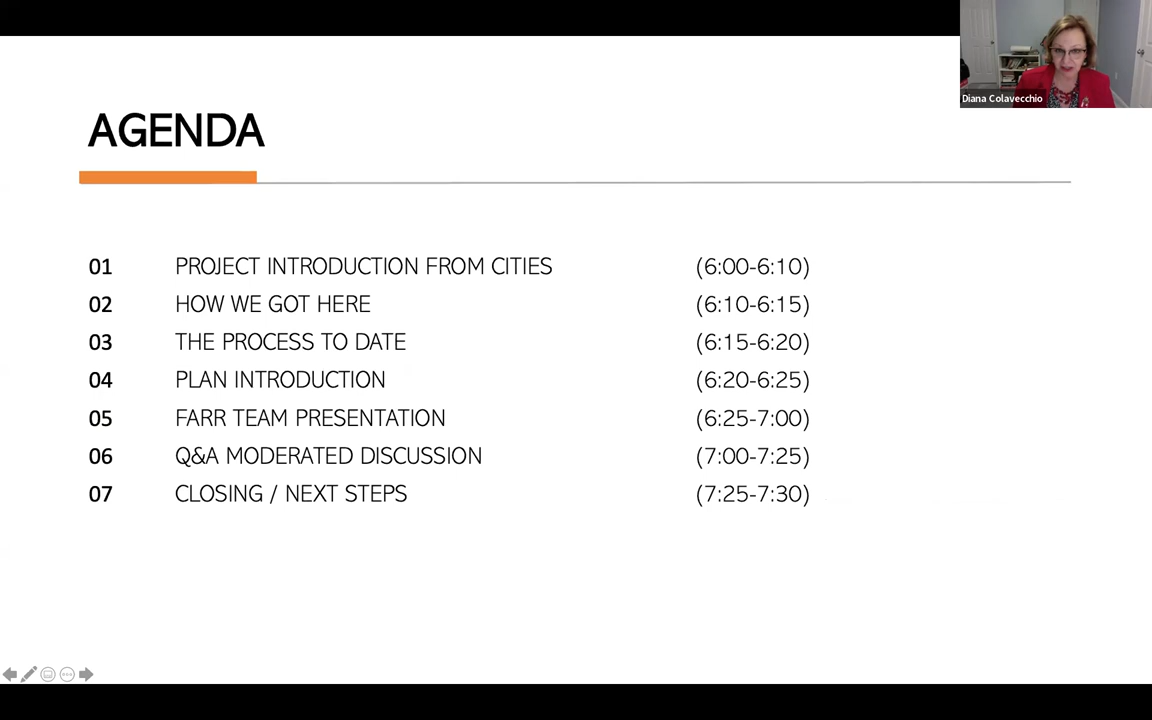 Diana Colavecchio
AGENDA
01 PROJECT INTRODUCTION FROM CITIES (6:00-6:10)
02 HOW WE GOT HERE (6:10-6:15)
03 THE PROCESS TO DATE (6:15-6:20)
04 PLAN INTRODUCTION (6:20-6:25)
05 FARR TEAM PRESENTATION (6:25-7:00)
06 Q&A MODERATED DISCUSSION (7:00-7:25)
07 CLOSING / NEXT STEPS (7:25-7:30)